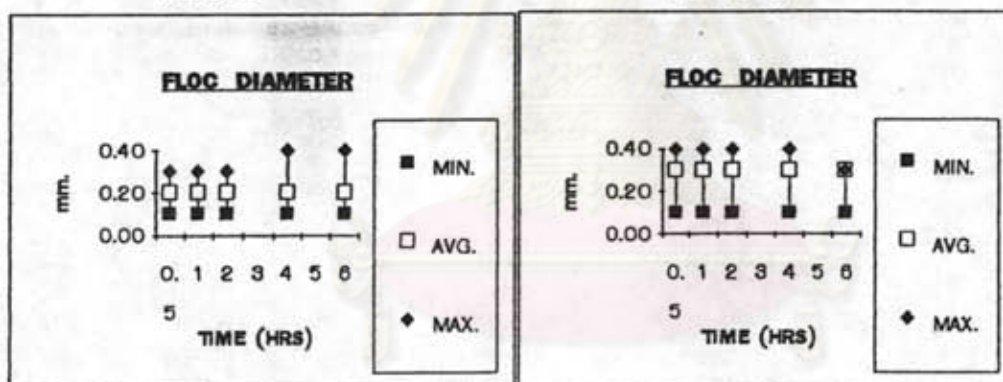 FLOC DIAMETER
mm.
0.40
0.20
0.00
0. 1 2 3 4 5 6
5
TIME (HRS)
MIN.
AVG.
MAX.
FLOC DIAMETER
mm.
0.40
0.20
0.00
0. 1 2 3 4 5 6
5
TIME (HRS)
MIN.
AVG.
MAX.